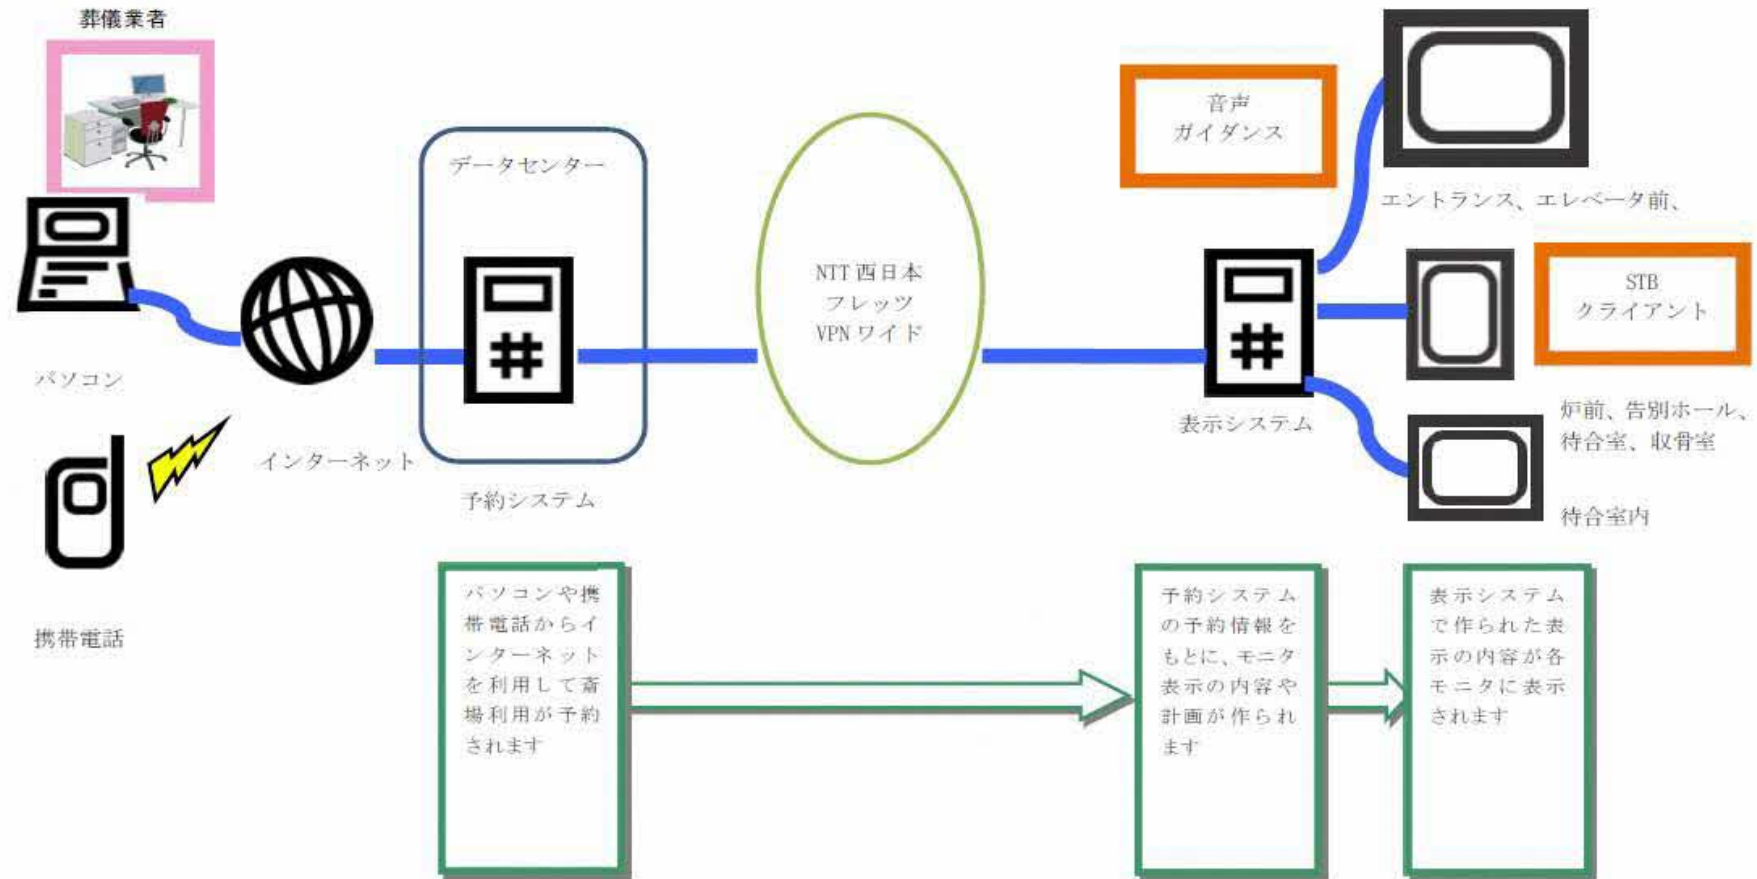 葬儀業者
パソコン
携帯電話
インターネット
データセンター
予約システム
NTT 西日本
フレッツ
VPN ワイド
音声
ガイダンス
表示システム
エントランス、エレベータ前、
STB
クライアント
炉前、告別ホール、
待合室、収骨室
待合室内
パソコンや携
帯電話からイ
ンターネット
を利用して斎
場利用が予約
されます
予約システム
の予約情報を
もとに、モニタ
表示の内容や
計画が作られ
ます
表示システム
で作られた表
示の内容が各
モニタに表示
されます